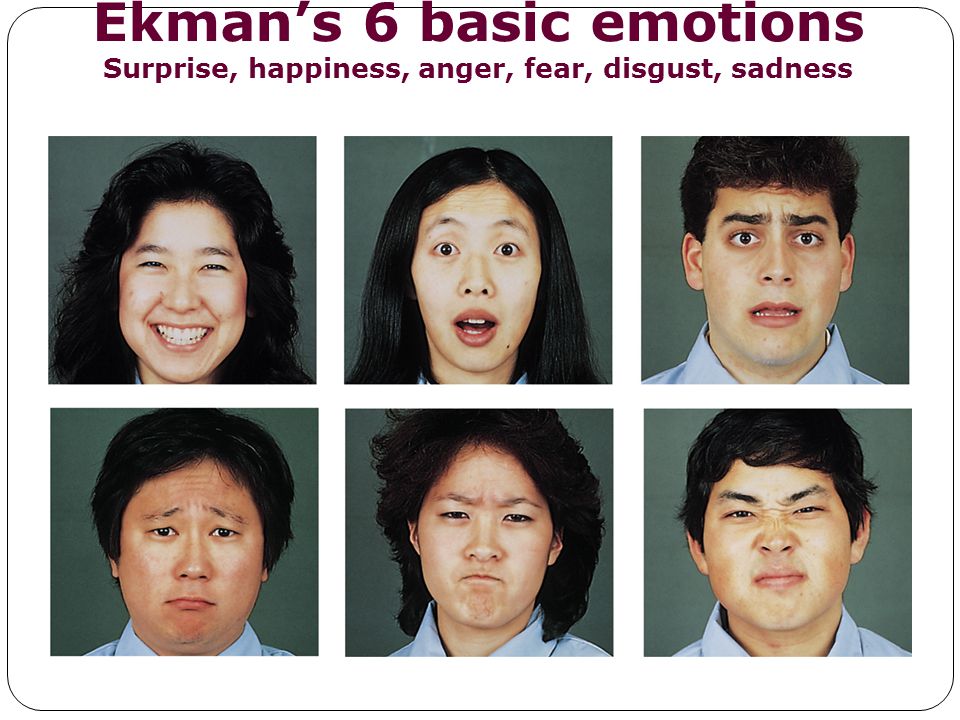 Ekman’s 6 basic emotions
Surprise, happiness, anger, fear, disgust, sadness